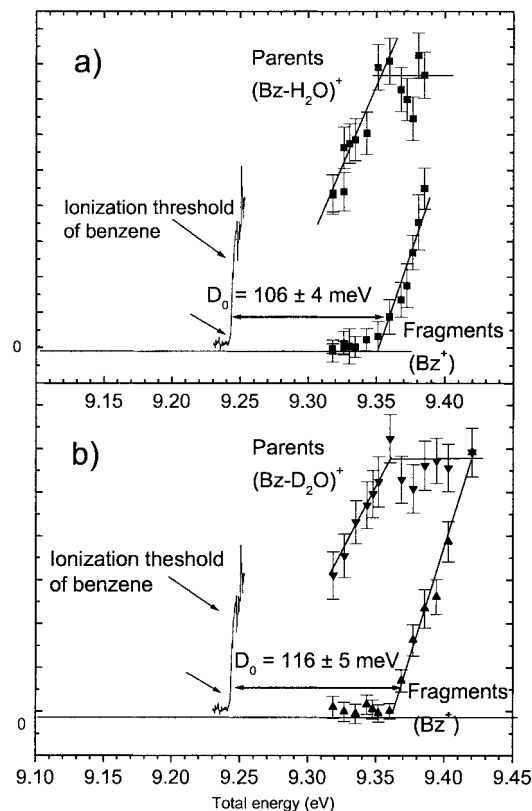 a)
Parents
(Bz-H₂O)⁺
Ionization threshold
of benzene
D₀ = 106 ± 4 meV
0
Fragments
(Bz⁺)
9.10 9.20 9.25 9.30 9.35 9.40
b)
Parents
(Bz-D₂O)⁺
Ionization theshold
of benzene
D₀ = 116 ± 5 meV
Fragments
(Bz⁺)
0
9.10 9.15 9.20 9.25 9.30 9.35 9.40 9.45
Total energy (eV)